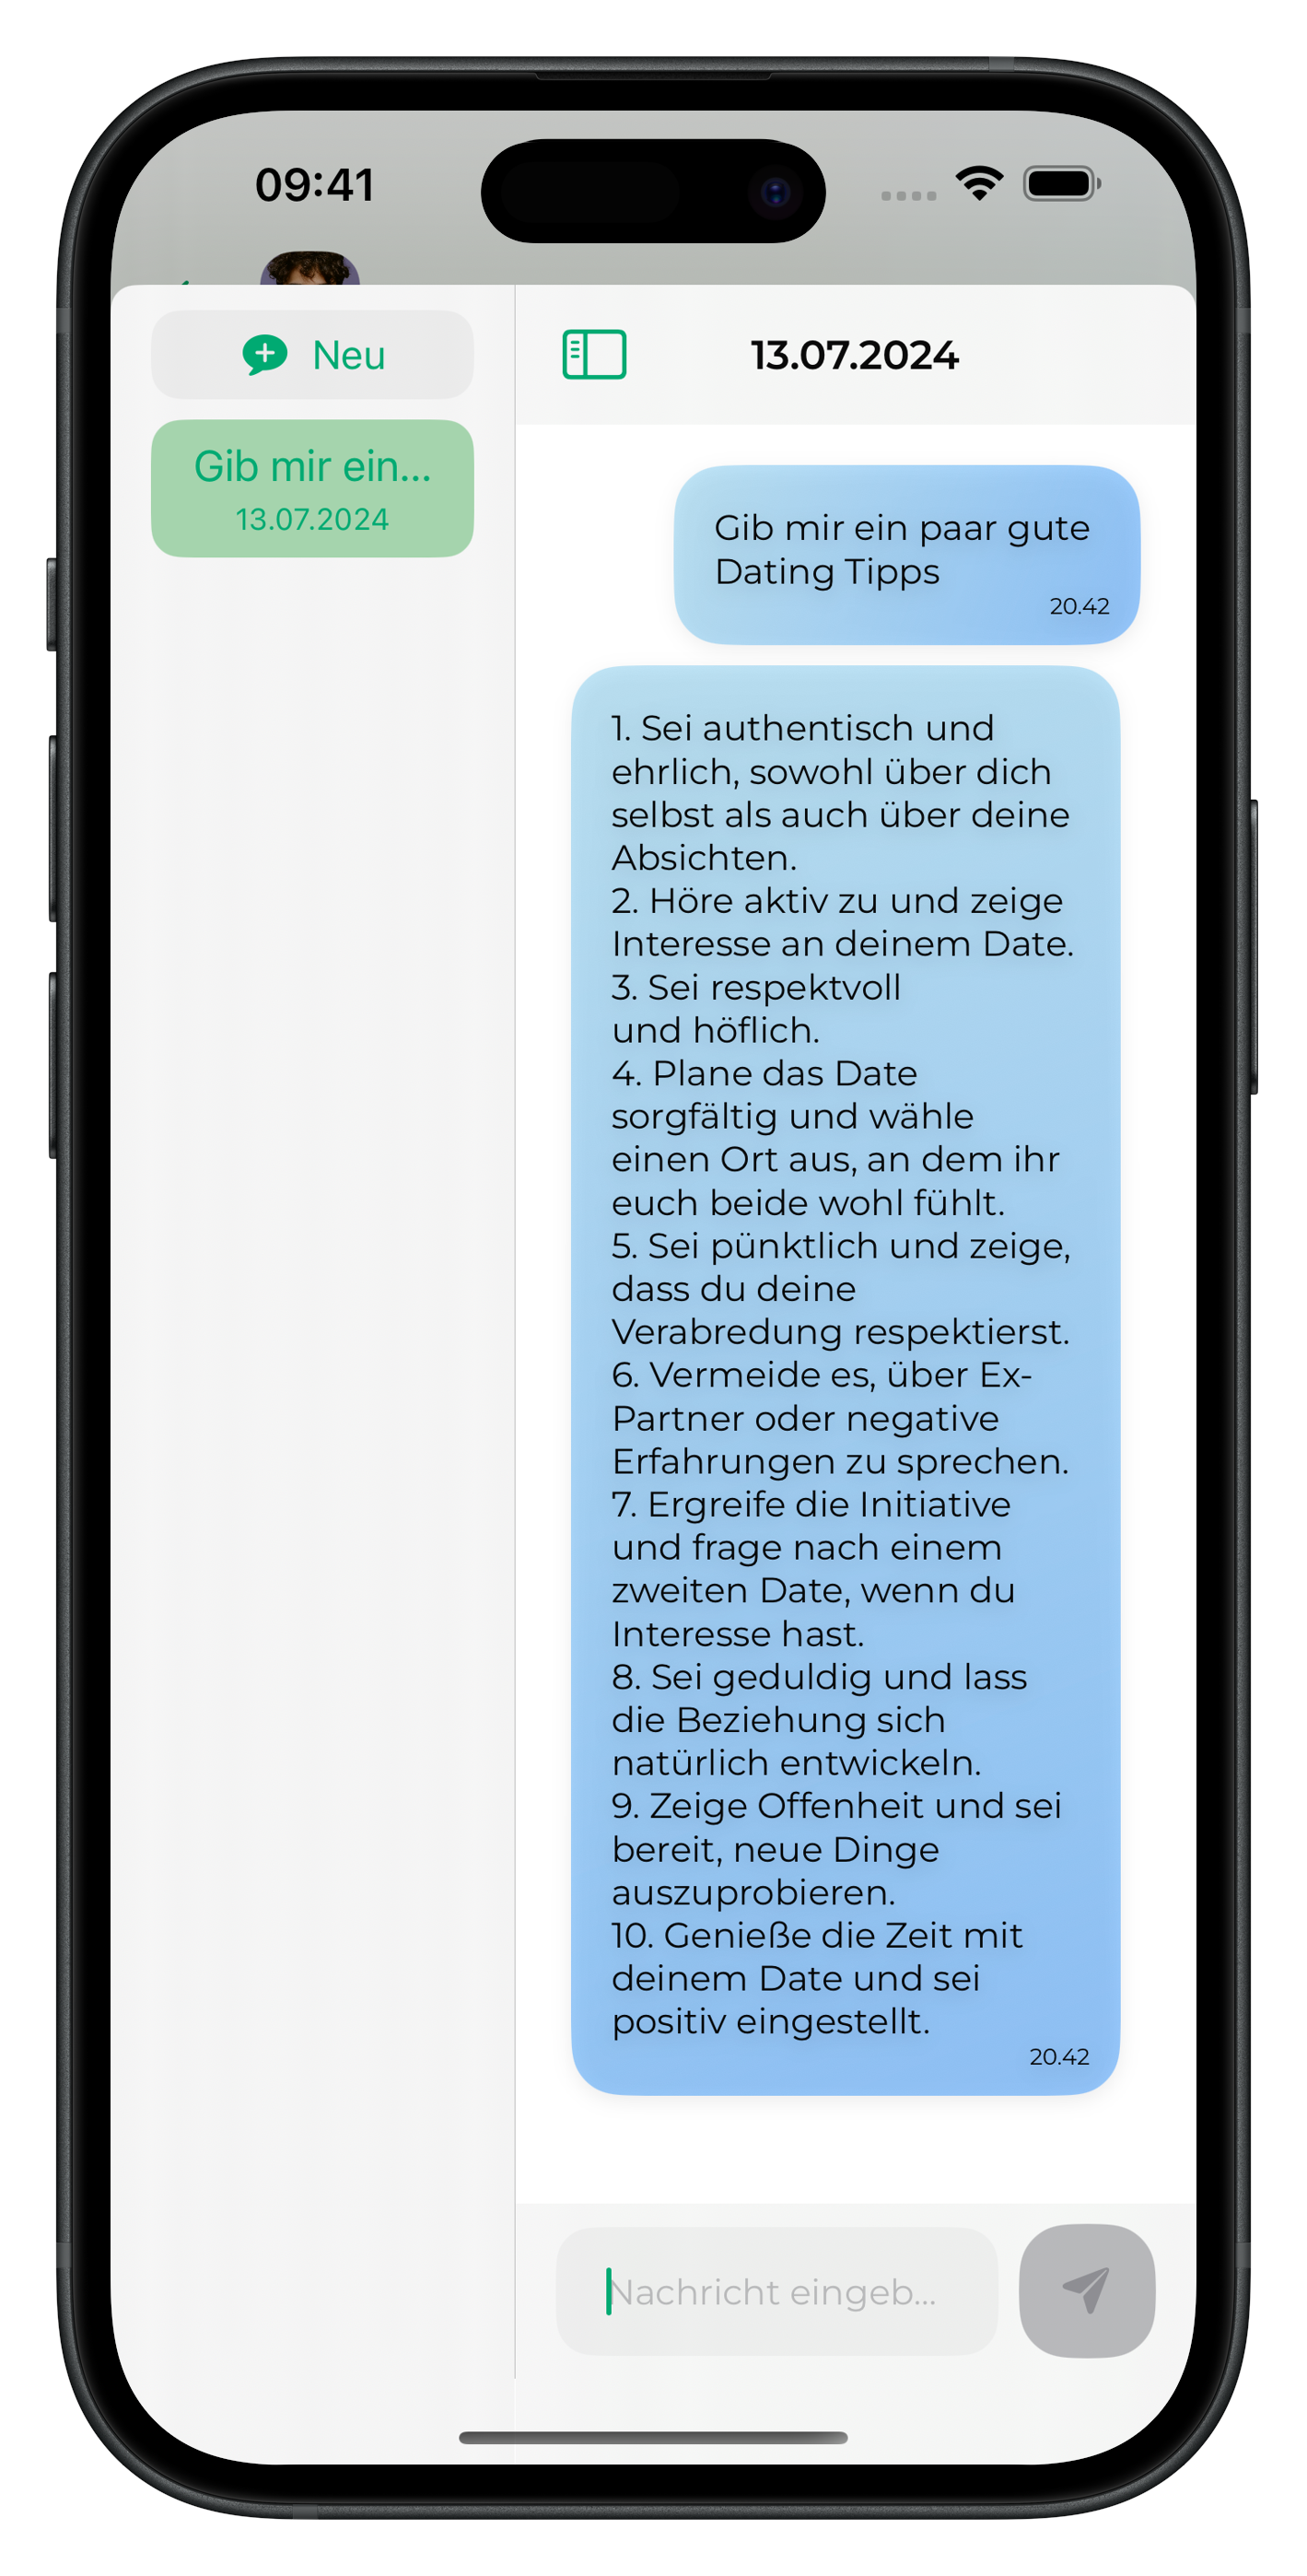 09:41
Neu
Gib mir ein...
13.07.2024
13.07.2024
Gib mir ein paar gute
Dating Tipps
20.42
1. Sei authentisch und
ehrlich, sowohl über dich
selbst als auch über deine
Absichten.
2. Höre aktiv zu und zeige
Interesse an deinem Date.
3. Sei respektvoll
und höflich.
4. Plane das Date
sorgfältig und wähle
einen Ort aus, an dem ihr
euch beide wohl fühlt.
5. Sei pünktlich und zeige,
dass du deine
Verabredung respektierst.
6. Vermeide es, über Ex-
Partner oder negative
Erfahrungen zu sprechen.
7. Ergreife die Initiative
und frage nach einem
zweiten Date, wenn du
Interesse hast.
8. Sei geduldig und lass
die Beziehung sich
natürlich entwickeln.
9. Zeige Offenheit und sei
bereit, neue Dinge
auszuprobieren.
10. Genieße die Zeit mit
deinem Date und sei
positiv eingestellt.
20.42
Nachricht eingeb...